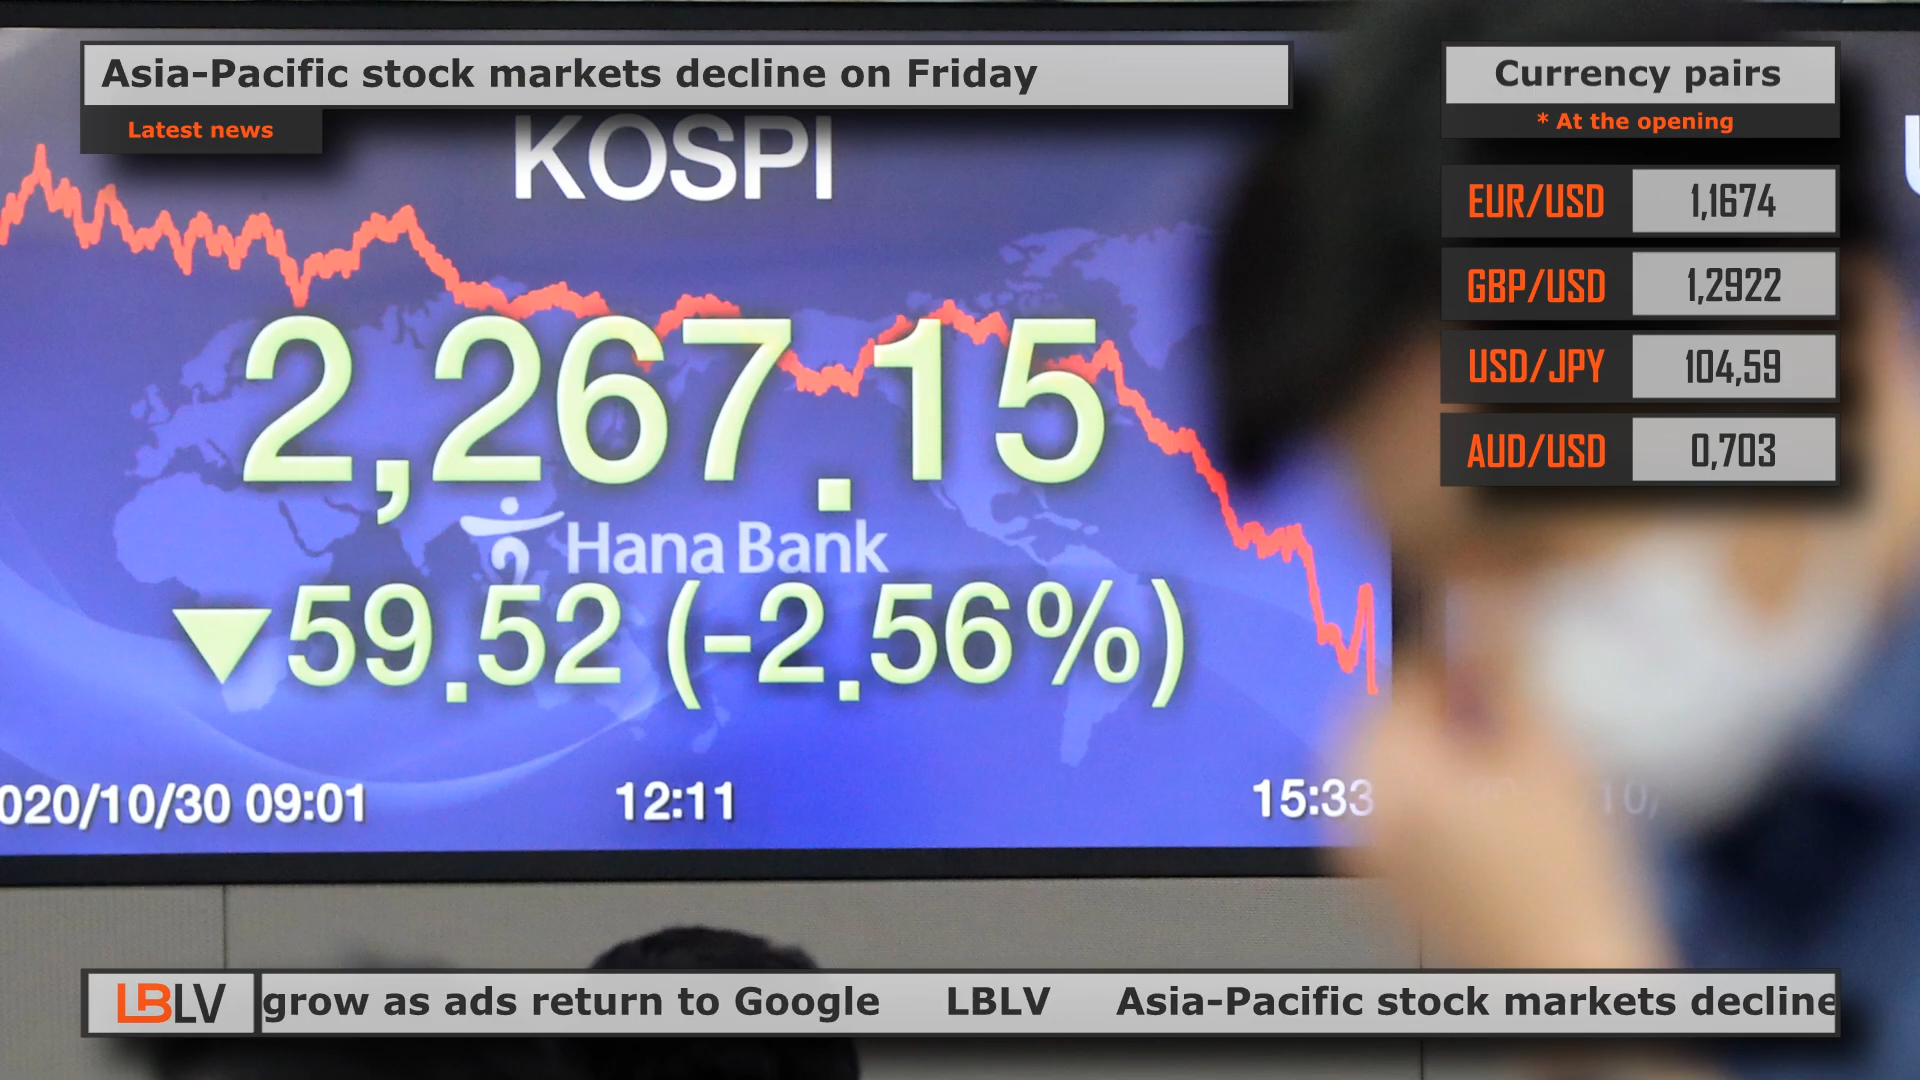 Asia-Pacific stock markets decline on Friday
Latest news
Currency pairs
* At the opening
EUR/USD 1,1674
GBP/USD 1,2922
USD/JPY 104,59
AUD/USD 0,703
KOSPI
2,267.15
Hana Bank
▼59.52 (-2.56%)
020/10/30 09:01 12:11 15:33
LBLV grow as ads return to Google LBLV Asia-Pacific stock markets decline